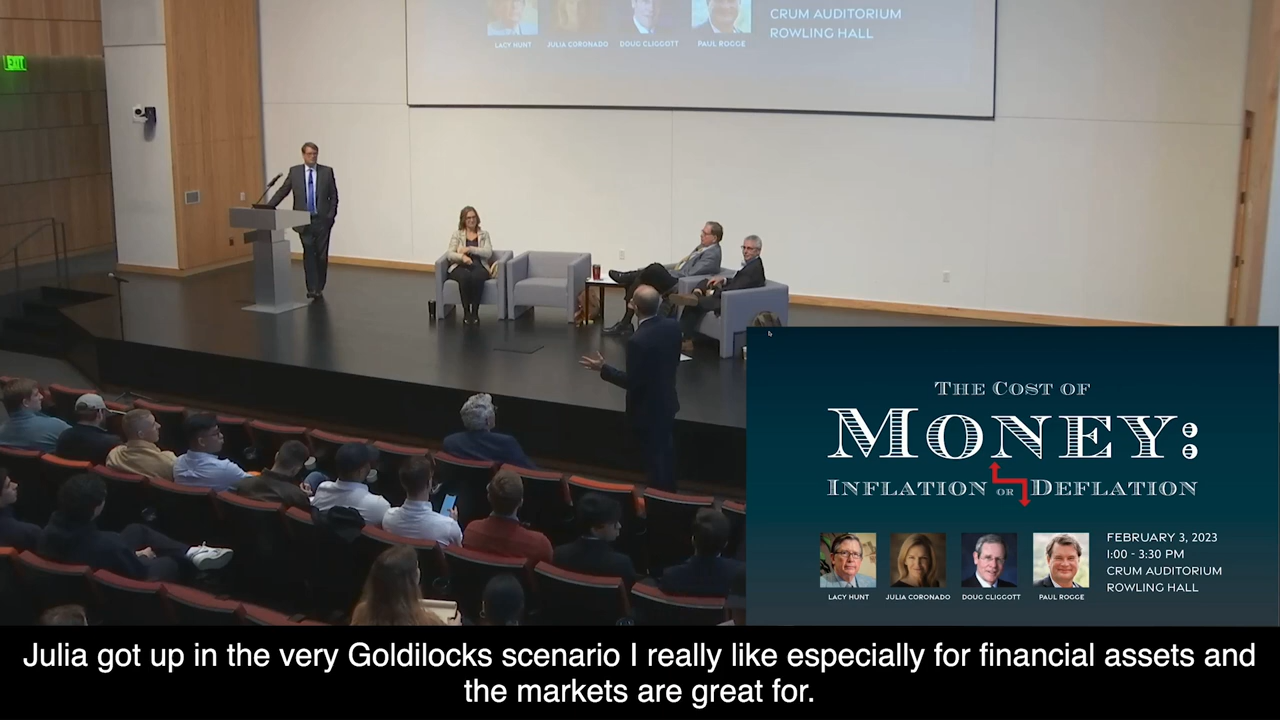 CRUM AUDITORIUM
ROWLING HALL
LACY HUNT
JULIA CORONADO
DOUG CLIGGOTT
PAUL ROGGE
EXIT
THE COST OF
MONEY:
INFLATION OR DEFLATION
FEBRUARY 3, 2023
1:00 - 3:30 PM
CRUM AUDITORIUM
ROWLING HALL
LACY HUNT
JULIA CORONADO
DOUG CLIGGOTT
PAUL ROGGE
Julia got up in the very Goldilocks scenario I really like especially for financial assets and
the markets are great for.